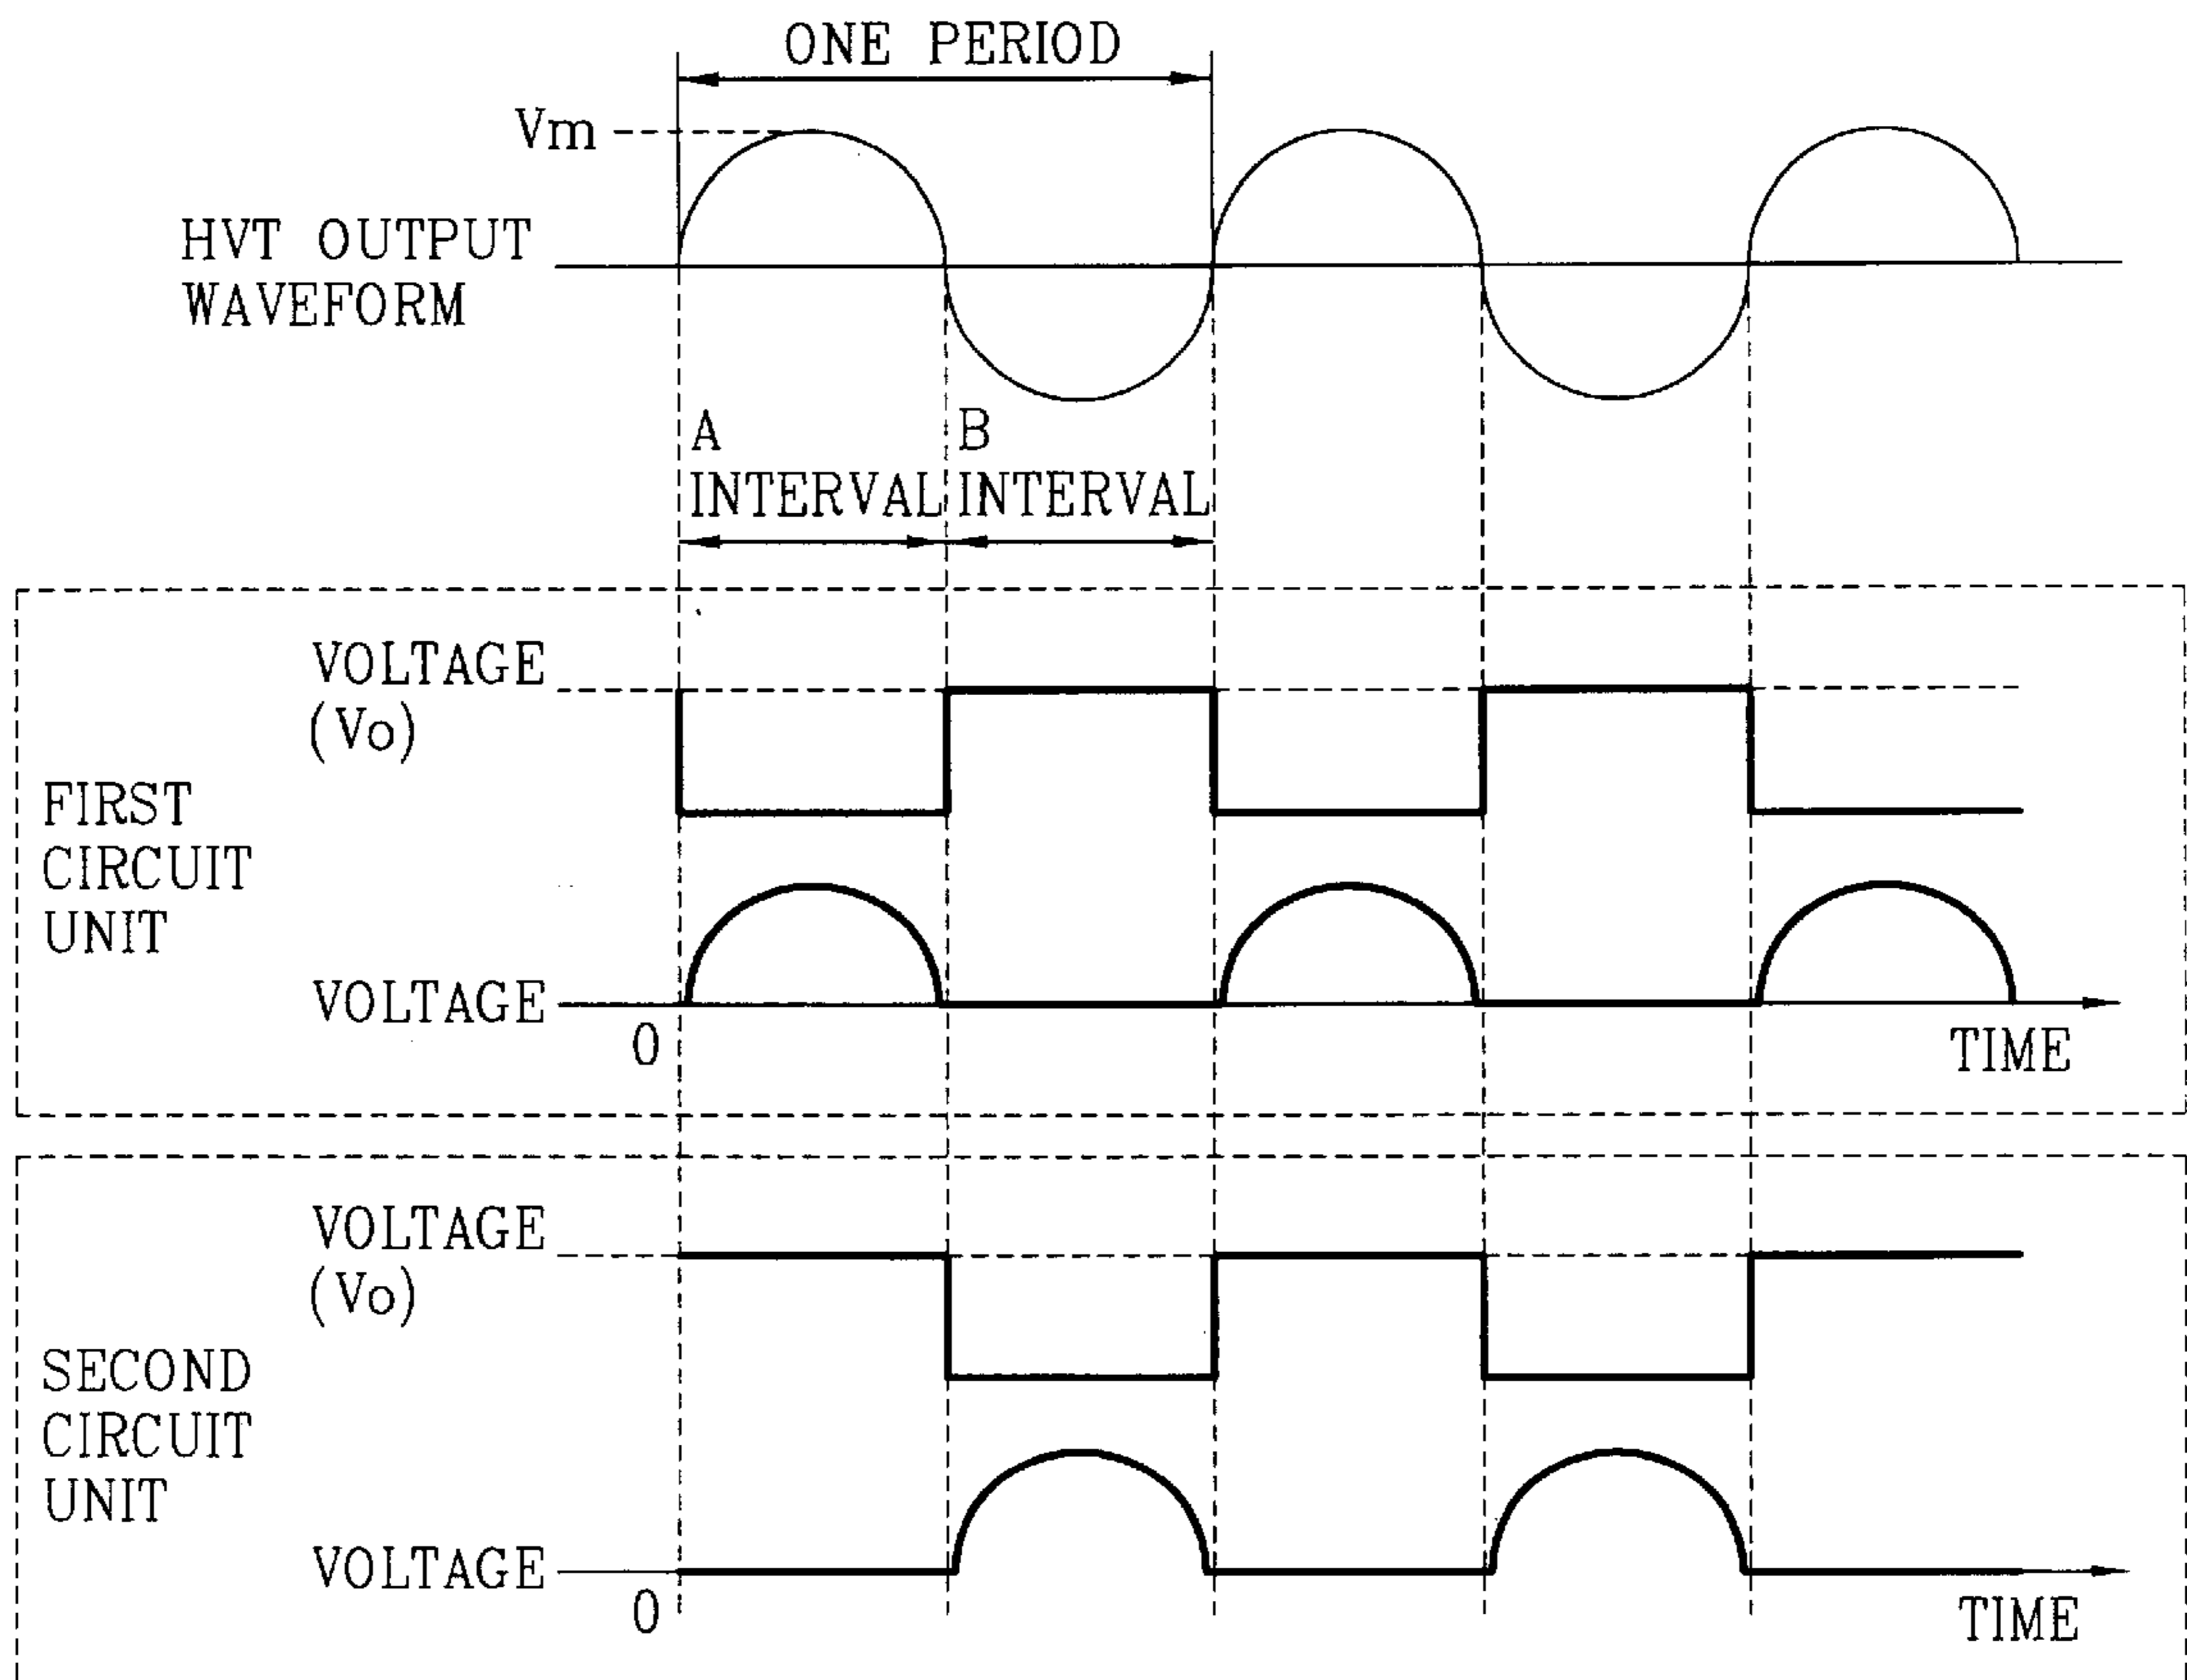 ONE PERIOD
Vm
HVT OUTPUT
WAVEFORM
A
INTERVAL
B
INTERVAL
VOLTAGE
(Vo)
FIRST
CIRCUIT
UNIT
VOLTAGE
0
TIME
VOLTAGE
(Vo)
SECOND
CIRCUIT
UNIT
VOLTAGE
0
TIME